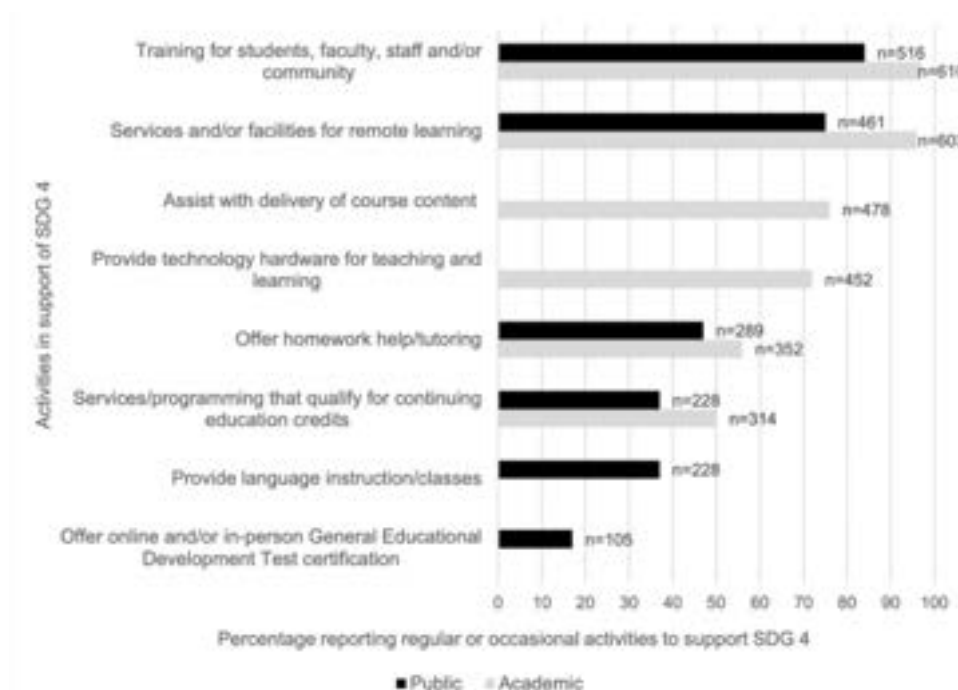 Training for students, faculty, staff and/or
community
n=516
Services and/or facilities for remote learning
n=461
Assist with delivery of course content
n=478
Provide technology hardware for teaching and
learning
n=452
Offer homework help/tutoring
n=289
n=352
Services/programming that qualify for continuing
education credits
n=228
n=314
Provide language instruction/classes
n=228
Offer online and/or in-person General Educational
Development Test certification
n=105
Activities in support of SDG 4
0 10 20 30 40 50 60 70 80 90 100
Percentage reporting regular or occasional activities to support SDG 4
Public Academic